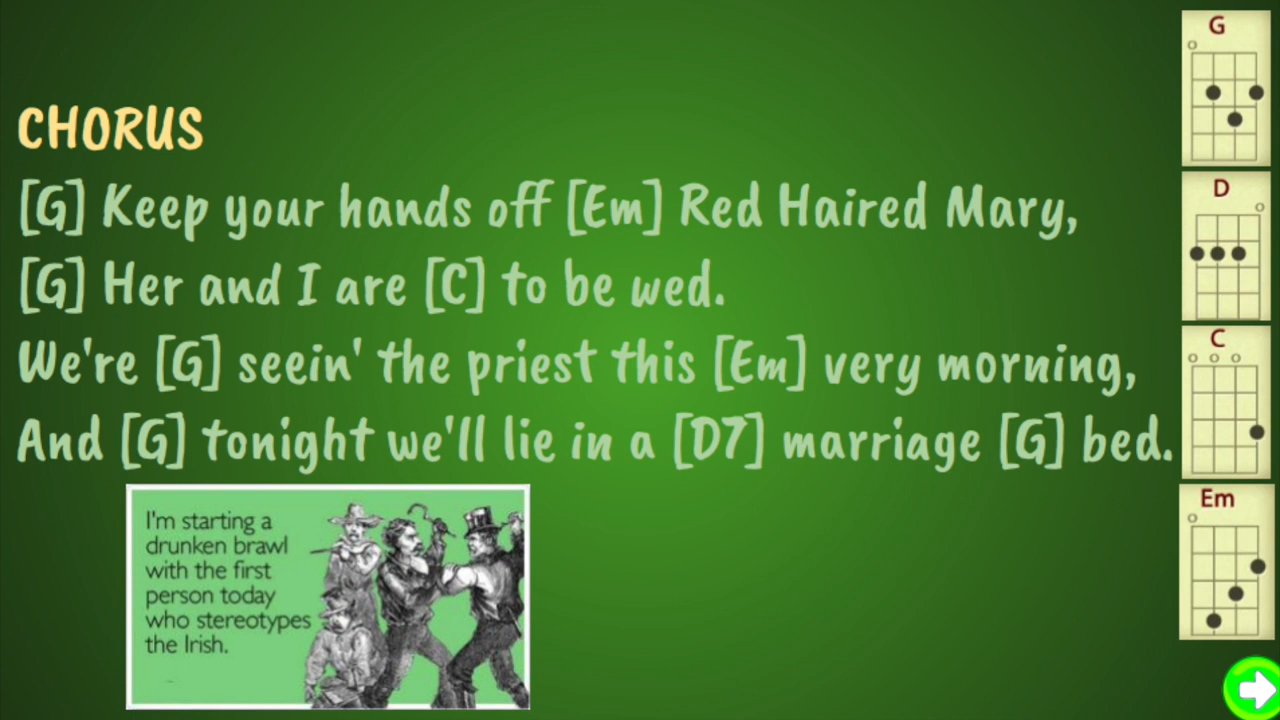 CHORUS
[G] Keep your hands off [Em] Red Haired Mary,
[G] Her and I are [C] to be wed.
We're [G] seein' the priest this [Em] very morning,
And [G] tonight we'll lie in a [D7] marriage [G] bed.
I'm starting a
drunken brawl
with the first
person today
who stereotypes
the Irish.
G
D
C
Em